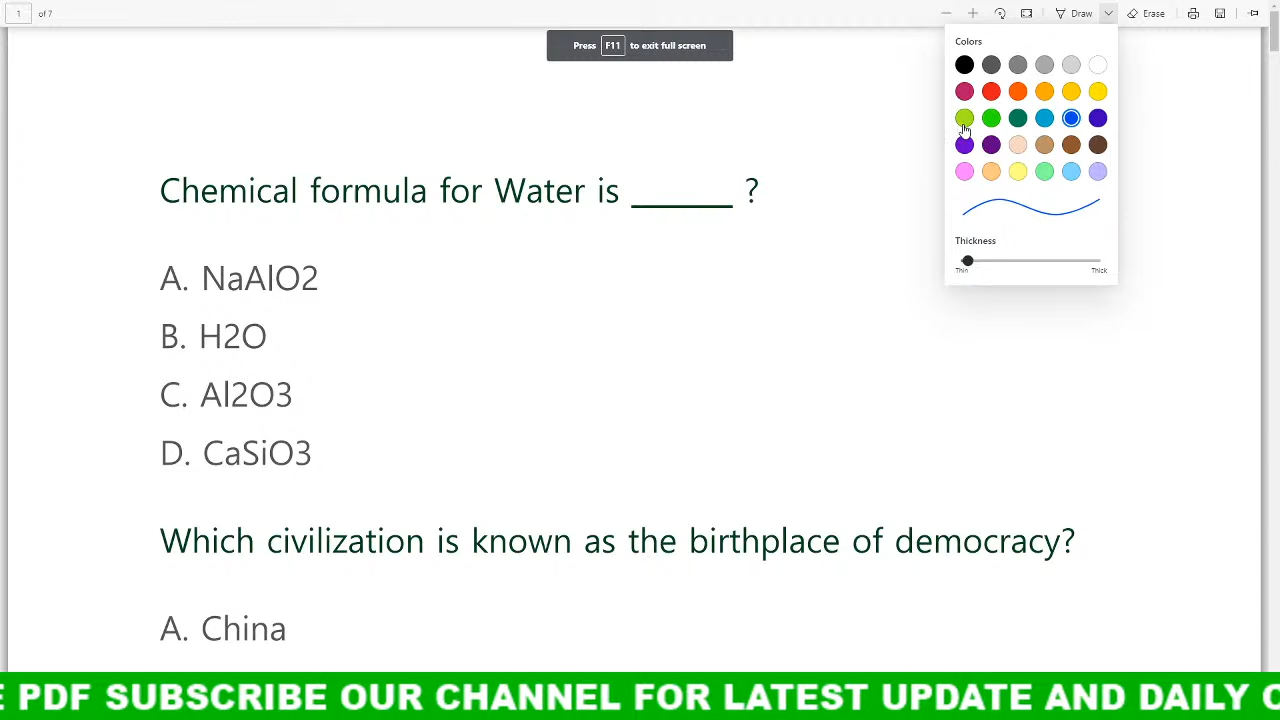 1 of 7
Draw
Erase
Press F11 to exit full screen
Colors
Thickness
Thin Thick
Chemical formula for Water is ______ ?
A. NaAlO2
B. H2O
C. Al2O3
D. CaSiO3
Which civilization is known as the birthplace of democracy?
A. China
E PDF SUBSCRIBE OUR CHANNEL FOR LATEST UPDATE AND DAILY